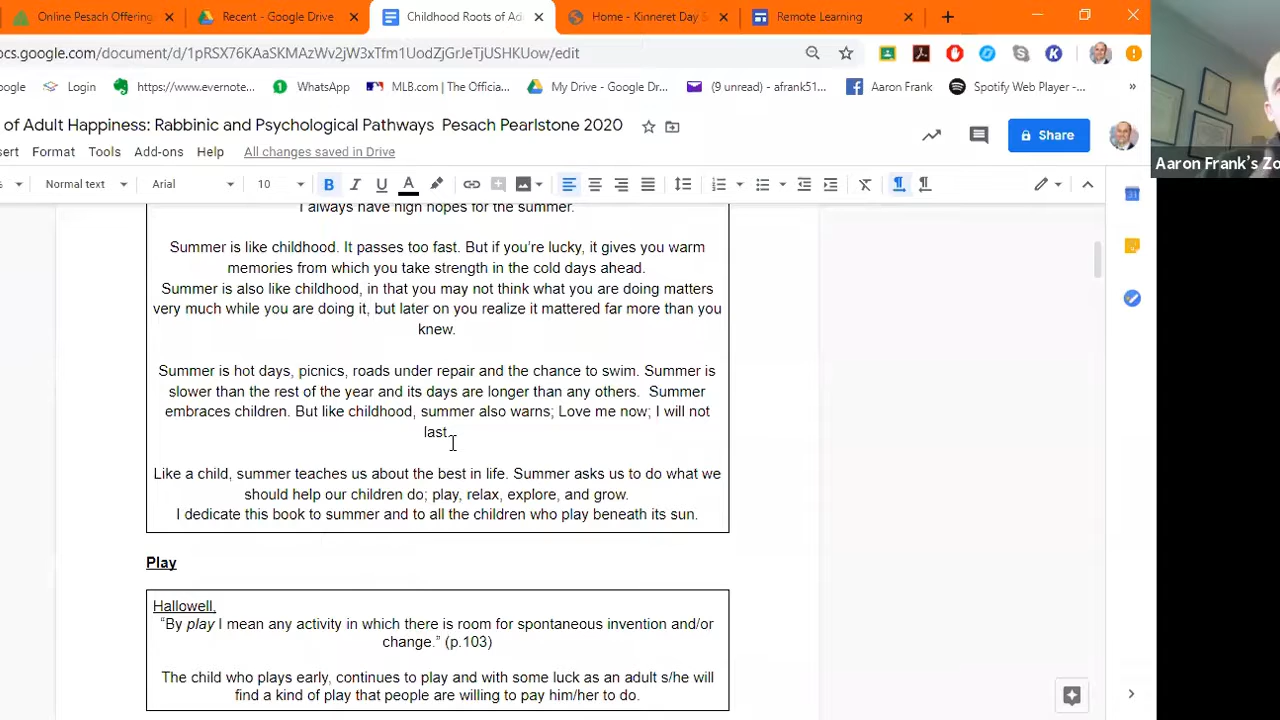 Online Pesach Offering
Recent - Google Drive
Childhood Roots of Ad
Home - Kinneret Day S
Remote Learning
ocs.google.com/document/d/1pRSX76KAaSKMAzWv2jW3xTfm1UodZjGrJeTjUSHKUow/edit
oogle
Login
http://www.evernote...
WhatsApp
MLB.com | The Officia...
My Drive - Google Dr...
(9 unread) - afrank51...
Aaron Frank
Spotify Web Player -...
»
of Adult Happiness: Rabbinic and Psychological Pathways Pesach Pearlstone 2020
Share
Aaron Frank's Zo
sert Format Tools Add-ons Help All changes saved in Drive
% Normal text Arial 10 B I U A
I always have high hopes for the summer.
Summer is like childhood. It passes too fast. But if you're lucky, it gives you warm
memories from which you take strength in the cold days ahead.
Summer is also like childhood, in that you may not think what you are doing matters
very much while you are doing it, but later on you realize it mattered far more than you
knew.
Summer is hot days, picnics, roads under repair and the chance to swim. Summer is
slower than the rest of the year and its days are longer than any others. Summer
embraces children. But like childhood, summer also warns; Love me now; I will not
last.
Like a child, summer teaches us about the best in life. Summer asks us to do what we
should help our children do; play, relax, explore, and grow.
I dedicate this book to summer and to all the children who play beneath its sun.
Play
Hallowell,
"By play I mean any activity in which there is room for spontaneous invention and/or
change." (p.103)
The child who plays early, continues to play and with some luck as an adult s/he will
find a kind of play that people are willing to pay him/her to do.